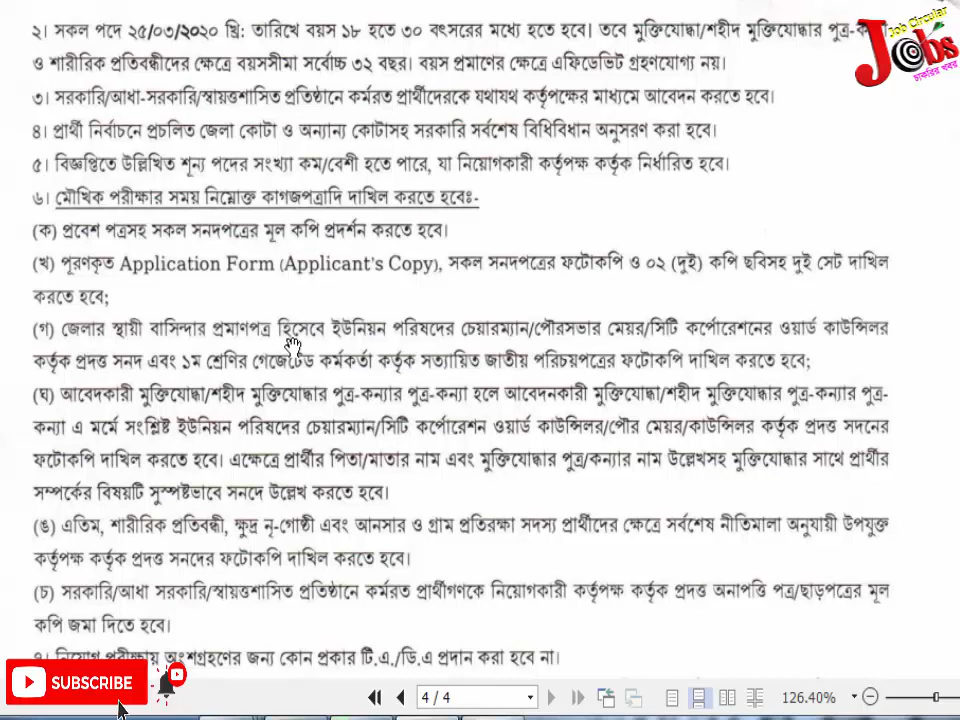 ২। সকল পদে ২৫/০৩/২০২০ খ্রি: তারিখে বয়স ১৮ হতে ৩০ বৎসরের মধ্যে হতে হবে। তবে মুক্তিযোদ্ধা/শহীদ মুক্তিযোদ্ধার পুত্র-
Job Circular
Jobs
চাকরির খবর
ও শারীরিক প্রতিবন্ধীদের ক্ষেত্রে বয়সসীমা সর্বোচ্চ ৩২ বছর। বয়স প্রমাণের ক্ষেত্রে এফিডেভিট গ্রহণযোগ্য নয়।
৩। সরকারি/আধা-সরকারি/স্বায়ত্তশাসিত প্রতিষ্ঠানে কর্মরত প্রার্থীদেরকে যথাযথ কর্তৃপক্ষের মাধ্যমে আবেদন করতে হবে।
৪। প্রার্থী নির্বাচনে প্রচলিত জেলা কোটা ও অন্যান্য কোটাসহ সরকারি সর্বশেষ বিধিবিধান অনুসরণ করা হবে।
৫। বিজ্ঞপ্তিতে উল্লিখিত শূন্য পদের সংখ্যা কম/বেশী হতে পারে, যা নিয়োগকারী কর্তৃপক্ষ কর্তৃক নির্ধারিত হবে।
৬। মৌখিক পরীক্ষার সময় নিম্নোক্ত কাগজপত্রাদি দাখিল করতে হবেঃ-
(ক) প্রবেশ পত্রসহ সকল সনদপত্রের মূল কপি প্রদর্শন করতে হবে।
(খ) পূরণকৃত Application Form (Applicant's Copy), সকল সনদপত্রের ফটোকপি ও ০২ (দুই) কপি ছবিসহ দুই সেট দাখিল
করতে হবে;
(গ) জেলার স্থায়ী বাসিন্দার প্রমাণপত্র হিসেবে ইউনিয়ন পরিষদের চেয়ারম্যান/পৌরসভার মেয়র/সিটি কর্পোরেশনের ওয়ার্ড কাউন্সিলর
কর্তৃক প্রদত্ত সনদ এবং ১ম শ্রেণির গেজেটেড কর্মকর্তা কর্তৃক সত্যায়িত জাতীয় পরিচয়পত্রের ফটোকপি দাখিল করতে হবে;
(ঘ) আবেদকারী মুক্তিযোদ্ধা/শহীদ মুক্তিযোদ্ধার পুত্র-কন্যার পুত্র-কন্যা হলে আবেদনকারী মুক্তিযোদ্ধা/শহীদ মুক্তিযোদ্ধার পুত্র-কন্যার পুত্র-
কন্যা এ মর্মে সংশ্লিষ্ট ইউনিয়ন পরিষদের চেয়ারম্যান/সিটি কর্পোরেশন ওয়ার্ড কাউন্সিলর/পৌর মেয়র/কাউন্সিলর কর্তৃক প্রদত্ত সদনের
ফটোকপি দাখিল করতে হবে। এক্ষেত্রে প্রার্থীর পিতা/মাতার নাম এবং মুক্তিযোদ্ধার পুত্র/কন্যার নাম উল্লেখসহ মুক্তিযোদ্ধার সাথে প্রার্থীর
সম্পর্কের বিষয়টি সুস্পষ্টভাবে সনদে উল্লেখ করতে হবে।
(ঙ) এতিম, শারীরিক প্রতিবন্ধী, ক্ষুদ্র নৃ-গোষ্ঠী এবং আনসার ও গ্রাম প্রতিরক্ষা সদস্য প্রার্থীদের ক্ষেত্রে সর্বশেষ নীতিমালা অনুযায়ী উপযুক্ত
কর্তৃপক্ষ কর্তৃক প্রদত্ত সনদের ফটোকপি দাখিল করতে হবে।
(চ) সরকারি/আধা সরকারি/স্বায়ত্তশাসিত প্রতিষ্ঠানে কর্মরত প্রার্থীগণকে নিয়োগকারী কর্তৃপক্ষ কর্তৃক প্রদত্ত অনাপত্তি পত্র/ছাড়পত্রের মূল
কপি জমা দিতে হবে।
৭। নিয়োগ পরীক্ষায় অংশগ্রহণের জন্য কোন প্রকার টি.এ./ডি.এ প্রদান করা হবে না।
SUBSCRIBE
4 / 4
126.40%